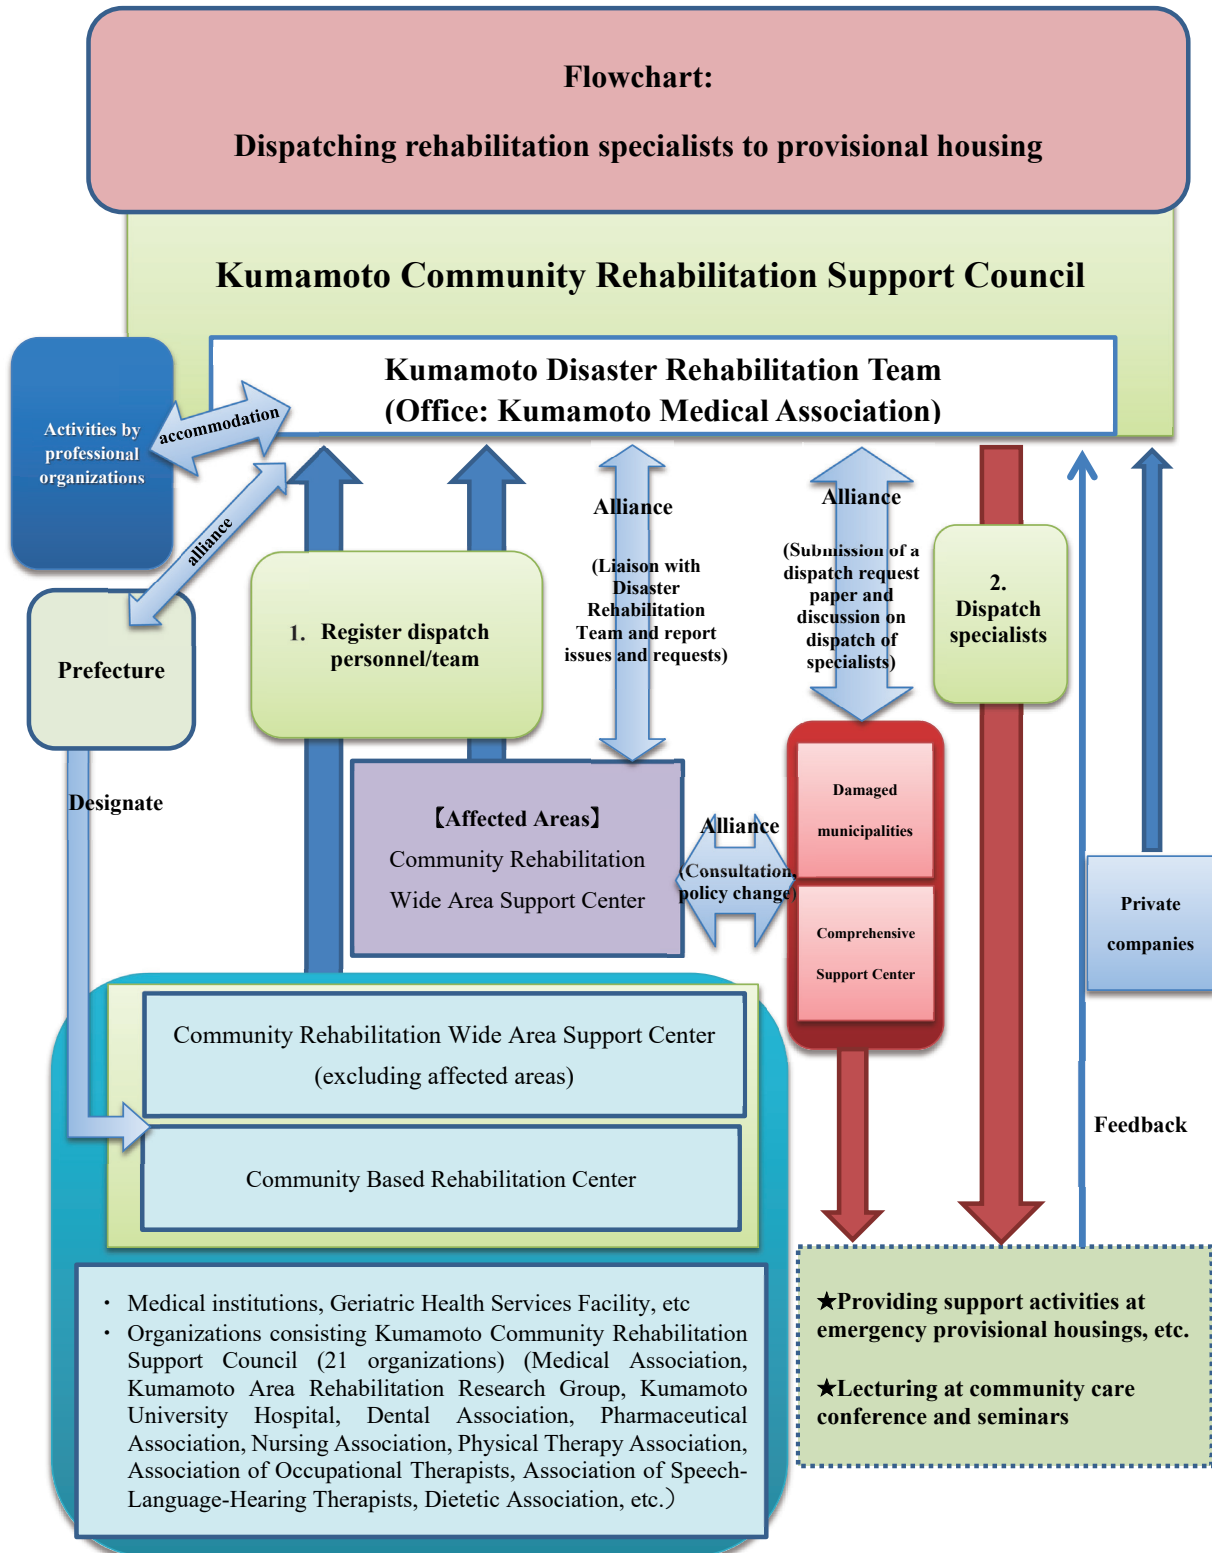 Flowchart:
Dispatching rehabilitation specialists to provisional housing
Kumamoto Community Rehabilitation Support Council
Kumamoto Disaster Rehabilitation Team
(Office: Kumamoto Medical Association)
Activities by
professional
organizations
accommodation
alliance
Prefecture
Designate
1. Register dispatch
personnel/team
Alliance
(Liaison with
Disaster
Rehabilitation
Team and report
issues and requests)
Alliance
(Submission of a
dispatch request
paper and
discussion on
dispatch of
specialists)
2.
Dispatch
specialists
【Affected Areas】
Community Rehabilitation
Wide Area Support Center
Alliance
(Consultation,
policy change)
Damaged
municipalities
Comprehensive
Support Center
Private
companies
Feedback
Community Rehabilitation Wide Area Support Center
(excluding affected areas)
Community Based Rehabilitation Center
・ Medical institutions, Geriatric Health Services Facility, etc
・ Organizations consisting Kumamoto Community Rehabilitation
Support Council (21 organizations) (Medical Association,
Kumamoto Area Rehabilitation Research Group, Kumamoto
University Hospital, Dental Association, Pharmaceutical
Association, Nursing Association, Physical Therapy Association,
Association of Occupational Therapists, Association of Speech-
Language-Hearing Therapists, Dietetic Association, etc.）
★Providing support activities at
emergency provisional housings, etc.
★Lecturing at community care
conference and seminars